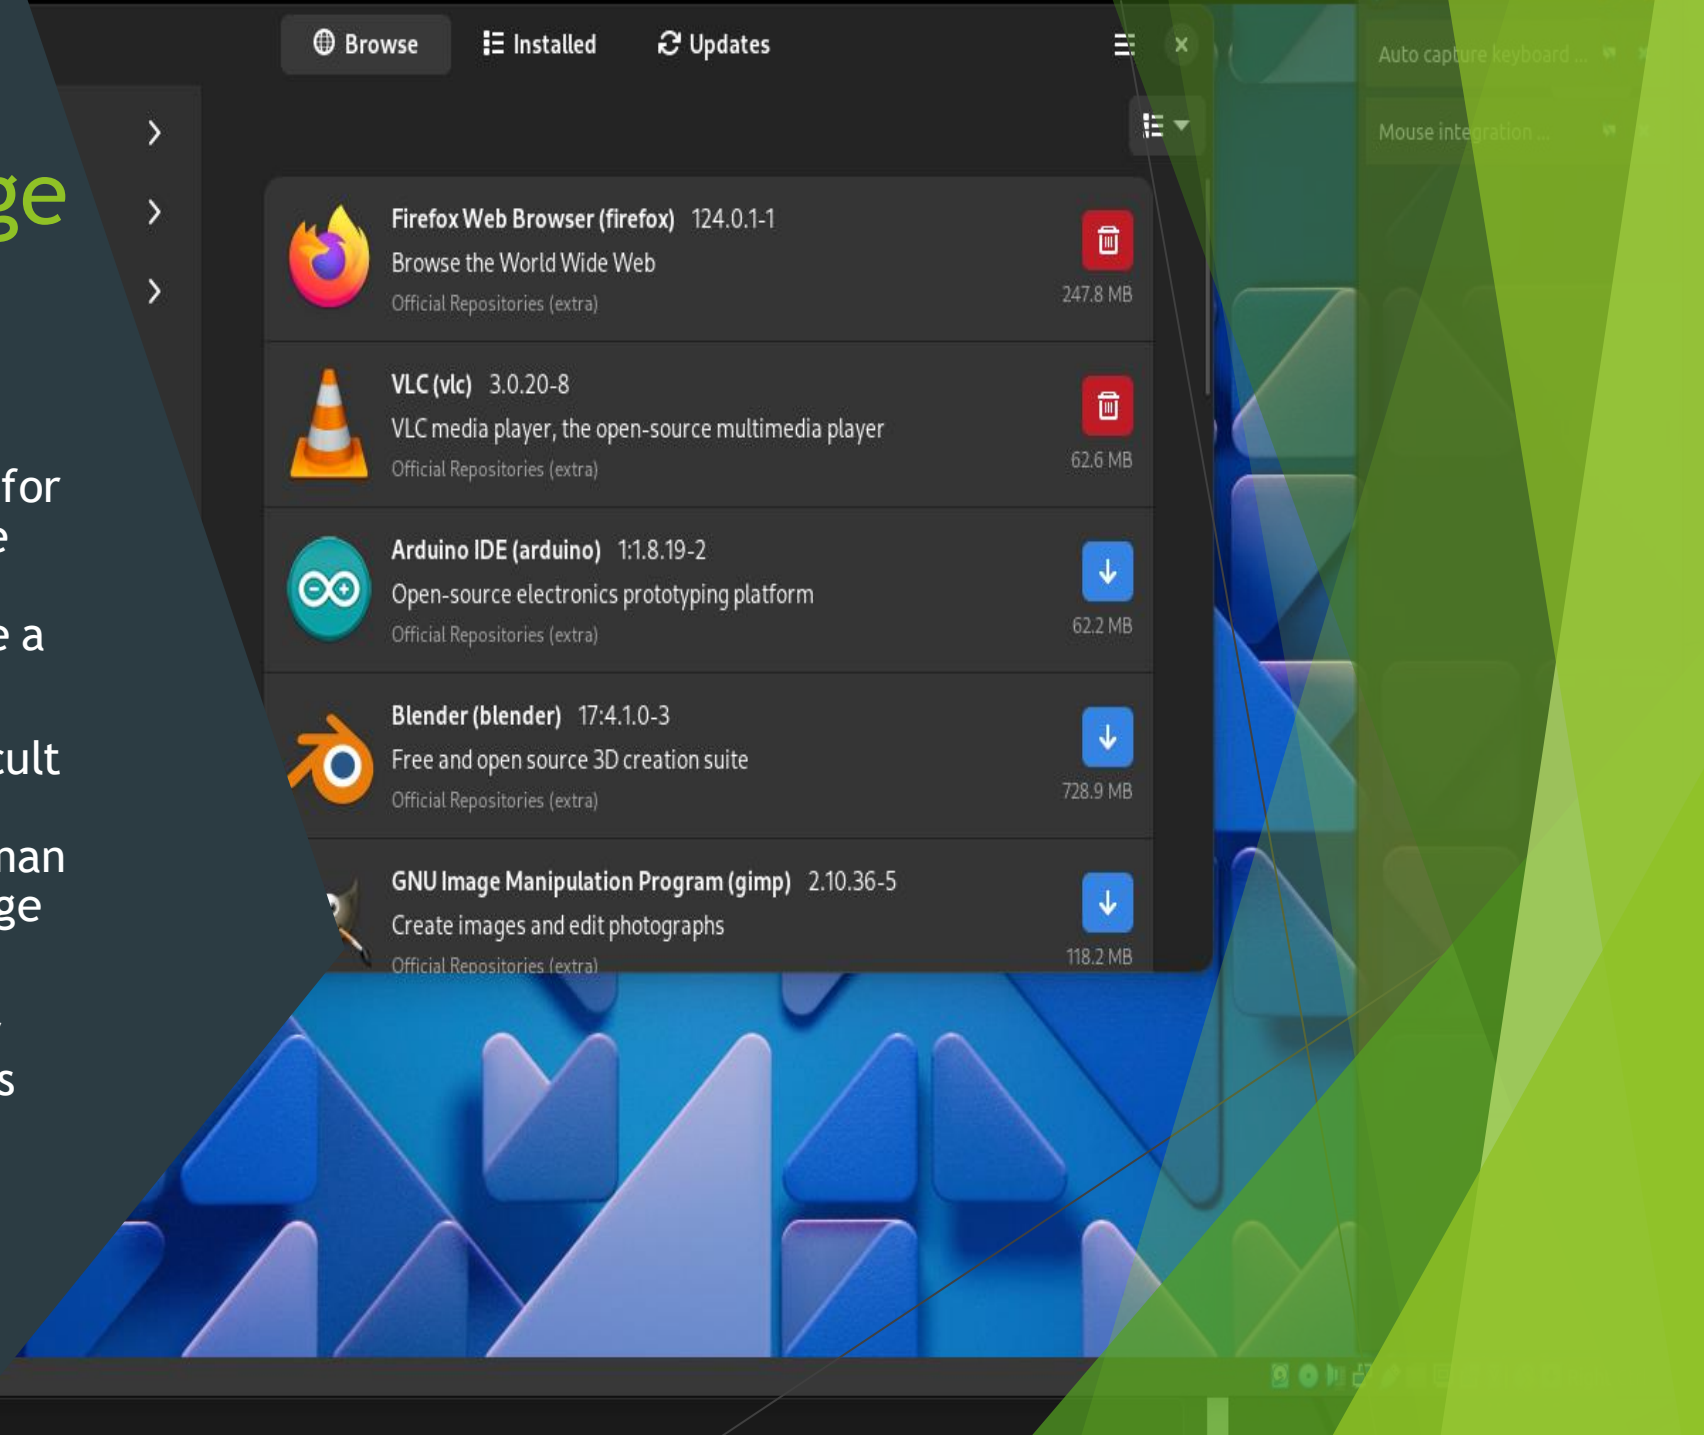 Browse Installed Updates
Auto capture keyboard ...
Mouse integration ...
ge
for
e
e a
cult
man
ge
s
Firefox Web Browser (firefox) 124.0.1-1
Browse the World Wide Web
Official Repositories (extra)
247.8 MB
VLC (vlc) 3.0.20-8
VLC media player, the open-source multimedia player
Official Repositories (extra)
62.6 MB
Arduino IDE (arduino) 1:1.8.19-2
Open-source electronics prototyping platform
Official Repositories (extra)
62.2 MB
Blender (blender) 17:4.1.0-3
Free and open source 3D creation suite
Official Repositories (extra)
728.9 MB
GNU Image Manipulation Program (gimp) 2.10.36-5
Create images and edit photographs
Official Repositories (extra)
118.2 MB